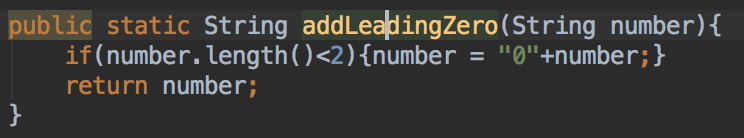 public static String addLeadingZero(String number){
if(number.length()<2){number = "0"+number;}
return number;
}